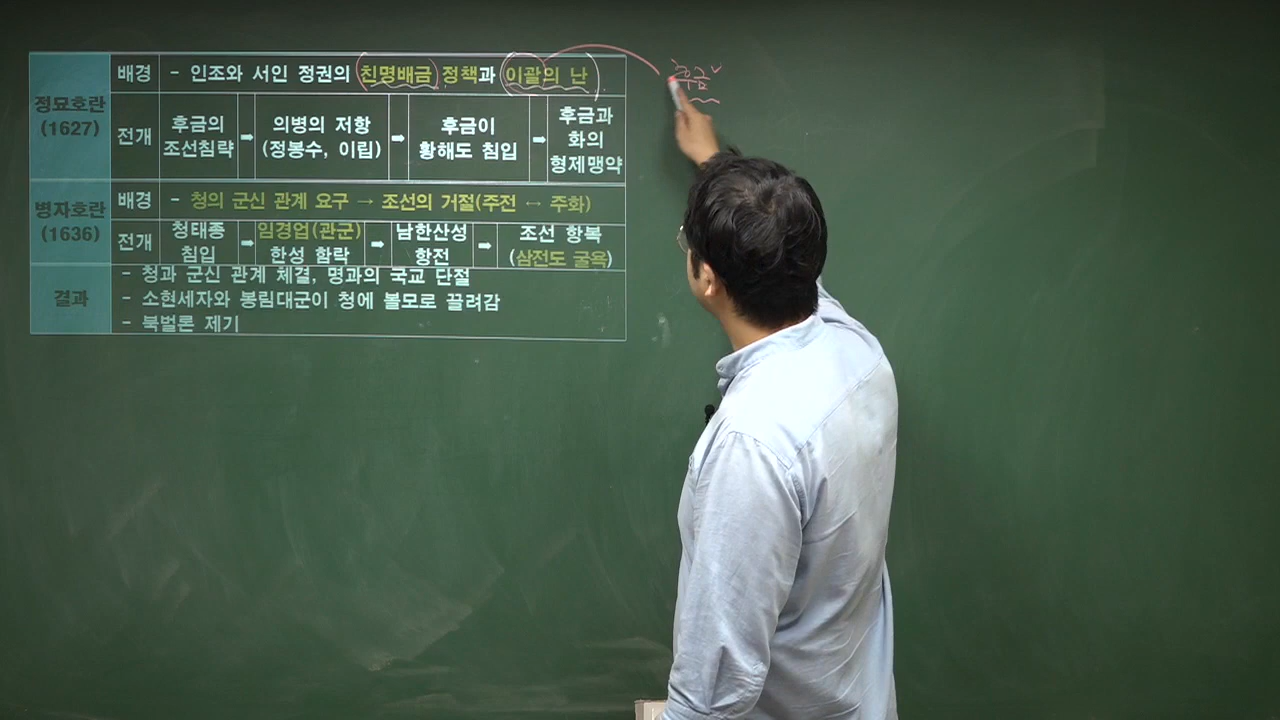 정묘호란
(1627)
배경
- 인조와 서인 정권의 친명배금 정책과 이괄의 난
전개
후금의
조선침략
➡
의병의 저항
(정봉수, 이립)
➡
후금이
황해도 침입
➡
후금과
화의
형제맹약
후금
병자호란
(1636)
배경
- 청의 군신 관계 요구 → 조선의 거절(주전 ↔ 주화)
전개
청태종
침입
➡
임경업(관군)
한성 함락
➡
남한산성
항전
➡
조선 항복
(삼전도 굴욕)
결과
- 청과 군신 관계 체결, 명과의 국교 단절
- 소현세자와 봉림대군이 청에 볼모로 끌려감
- 북벌론 제기